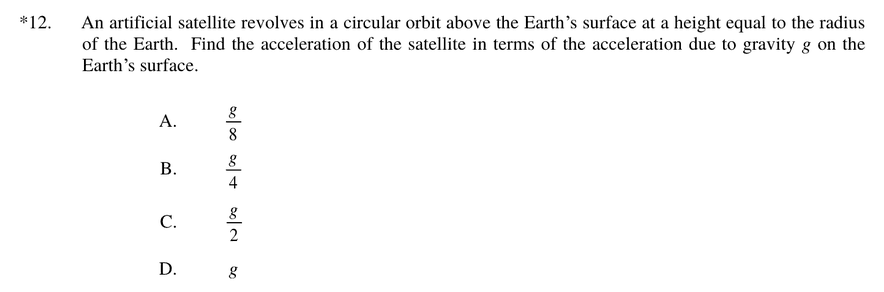 *12. An artificial satellite revolves in a circular orbit above the Earth’s surface at a height equal to the radius
of the Earth. Find the acceleration of the satellite in terms of the acceleration due to gravity g on the
Earth’s surface.
A. g/8
B. g/4
C. g/2
D. g